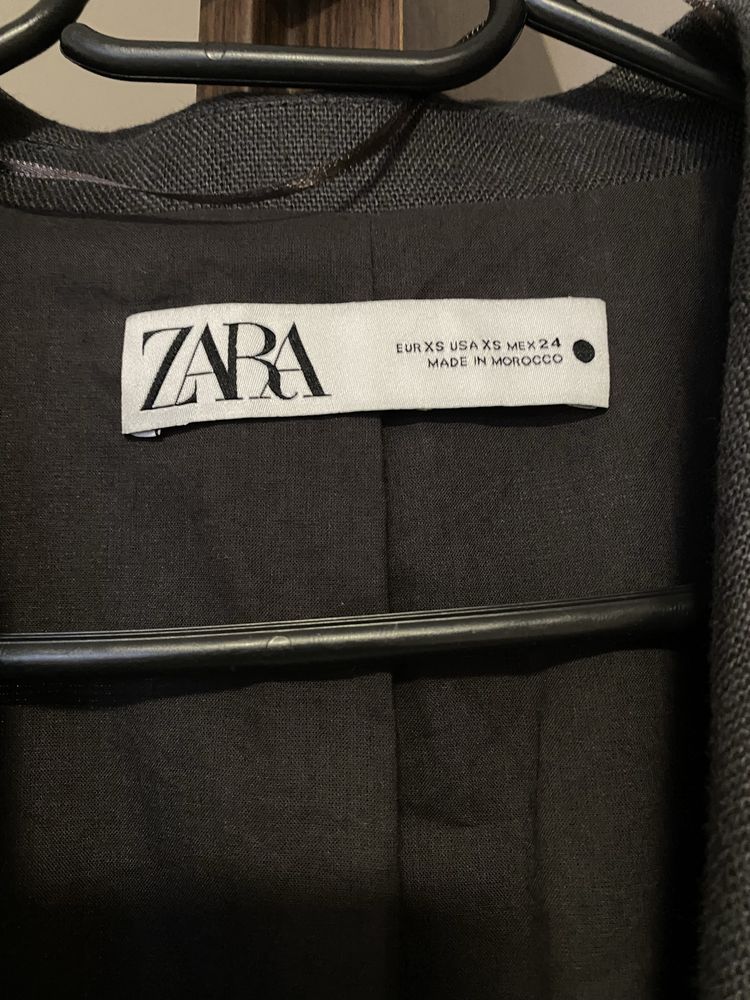 ZARA
EUR XS USA XS MEX 24
MADE IN MOROCCO